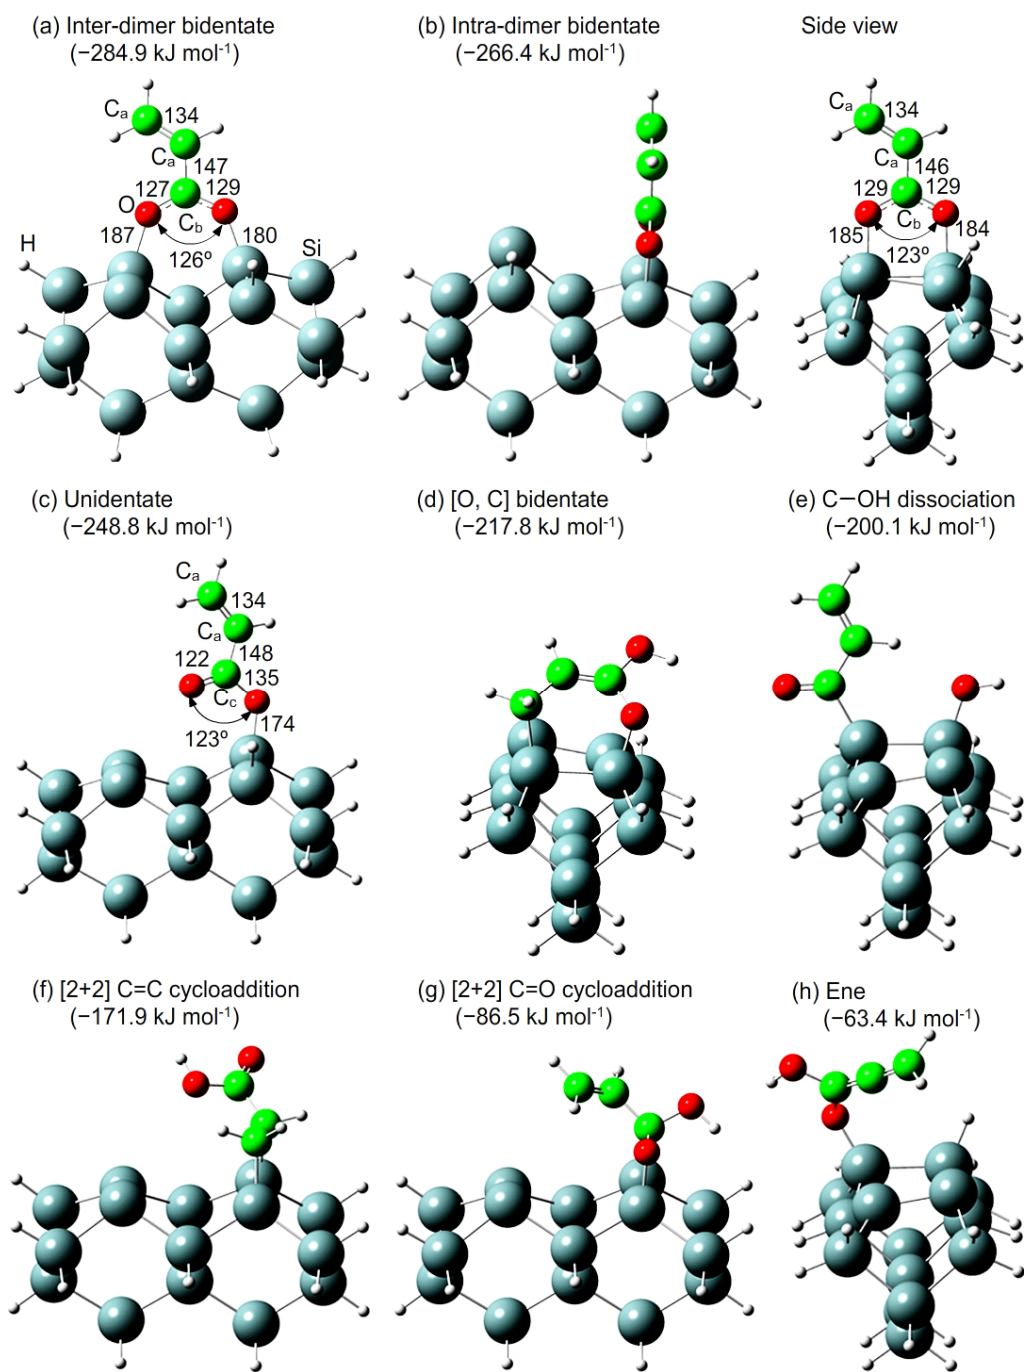 (a) Inter-dimer bidentate
(−284.9 kJ mol-1)
(b) Intra-dimer bidentate
(−266.4 kJ mol-1)
Side view
Ca
134
Ca
147
127
129
O
Cb
187
180
126º
H
Si
Ca
134
Ca
146
129
129
Cb
185
184
123º
(c) Unidentate
(−248.8 kJ mol-1)
(d) [O, C] bidentate
(−217.8 kJ mol-1)
(e) C−OH dissociation
(−200.1 kJ mol-1)
Ca
134
Ca
148
122
135
Cc
174
123º
(f) [2+2] C=C cycloaddition
(−171.9 kJ mol-1)
(g) [2+2] C=O cycloaddition
(−86.5 kJ mol-1)
(h) Ene
(−63.4 kJ mol-1)